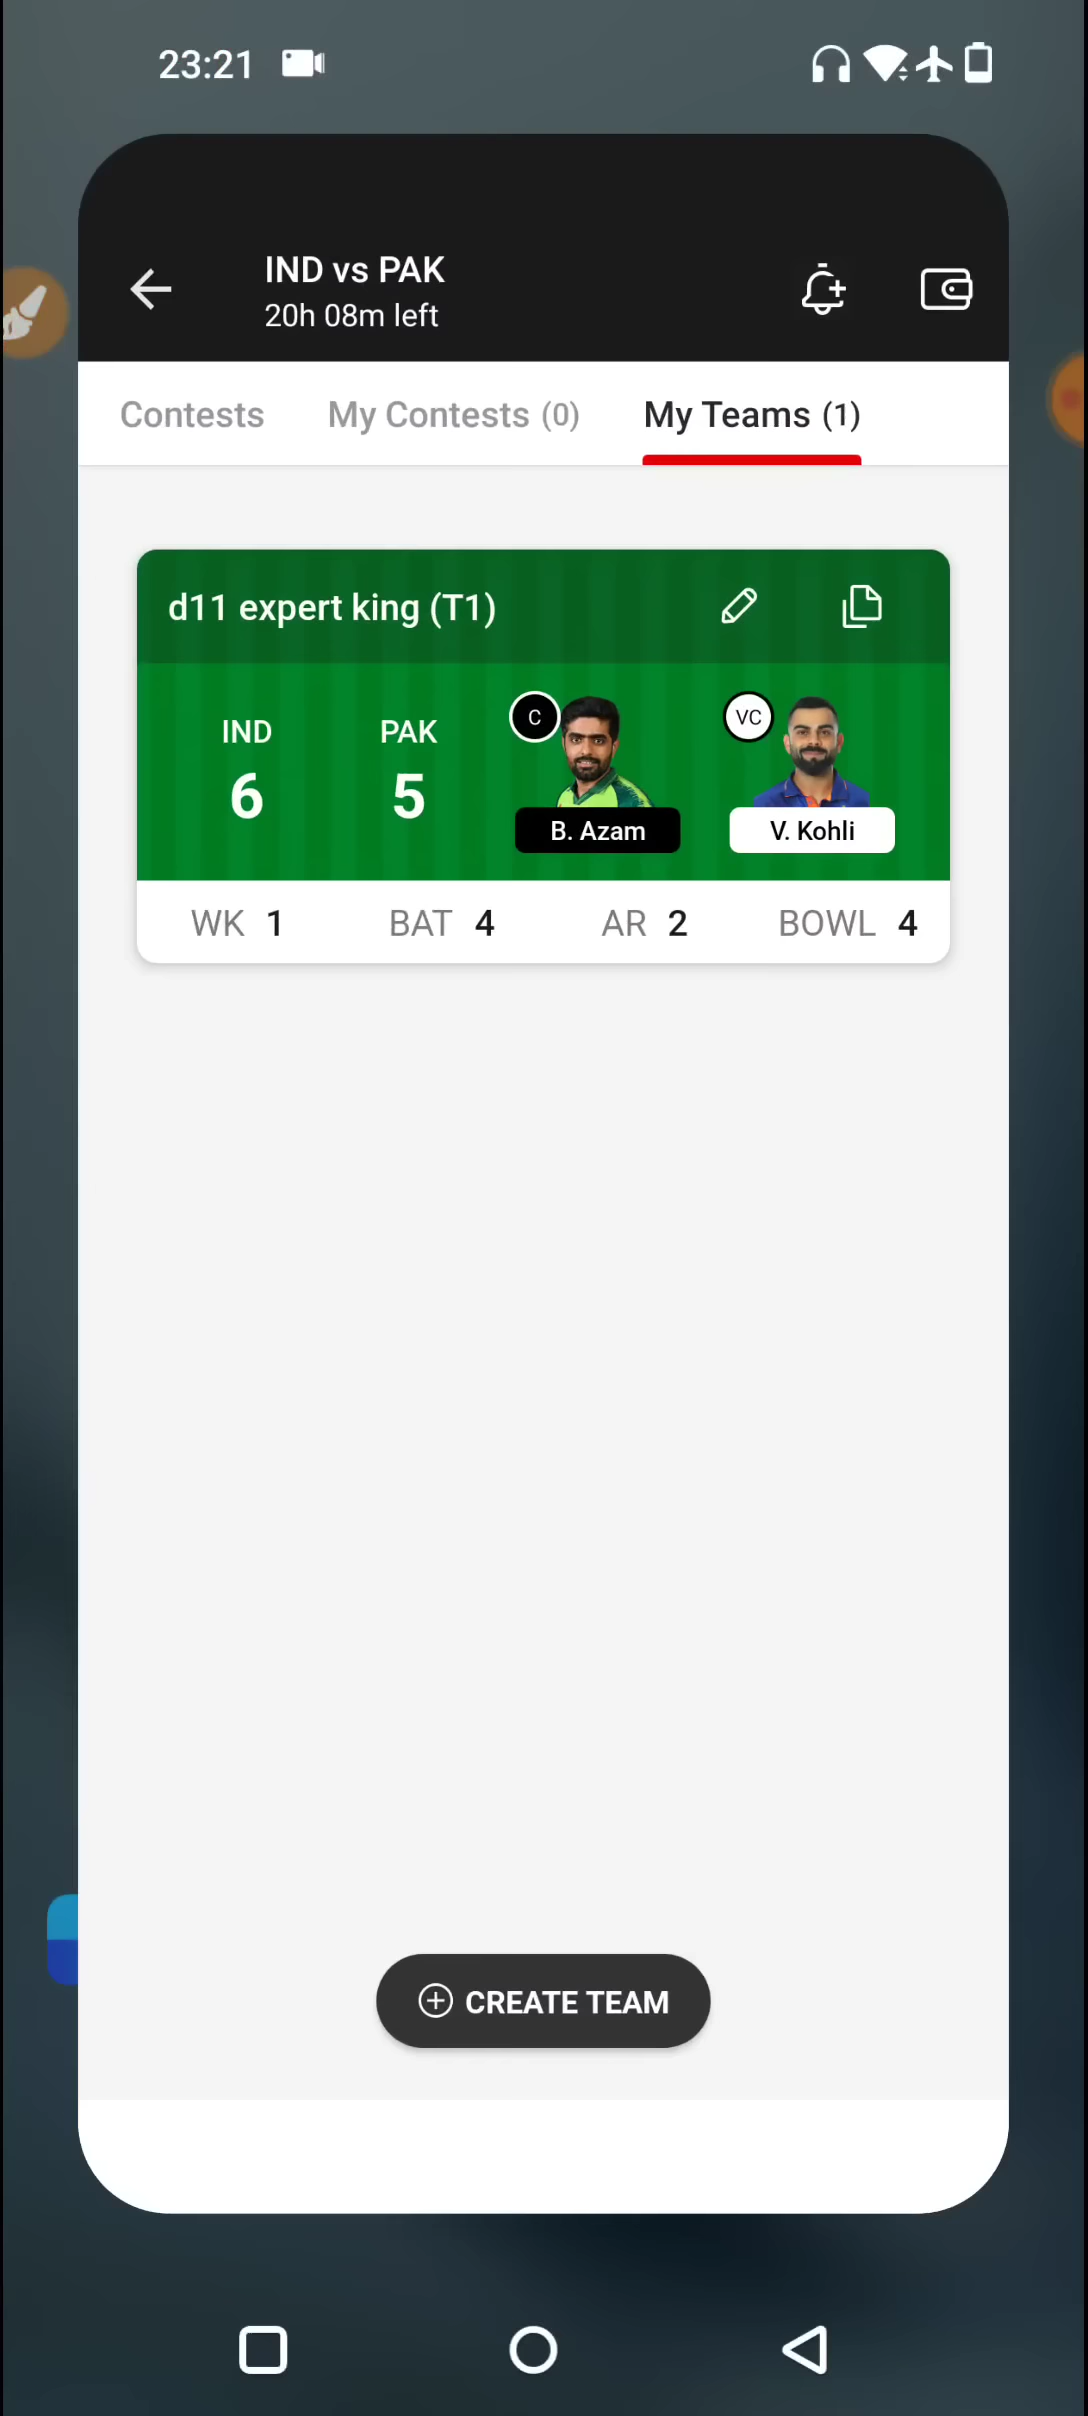 23:21
IND vs PAK
20h 08m left
Contests My Contests (0) My Teams (1)
d11 expert king (T1)
IND PAK C VC
6 5
B. Azam V. Kohli
WK 1 BAT 4 AR 2 BOWL 4
CREATE TEAM